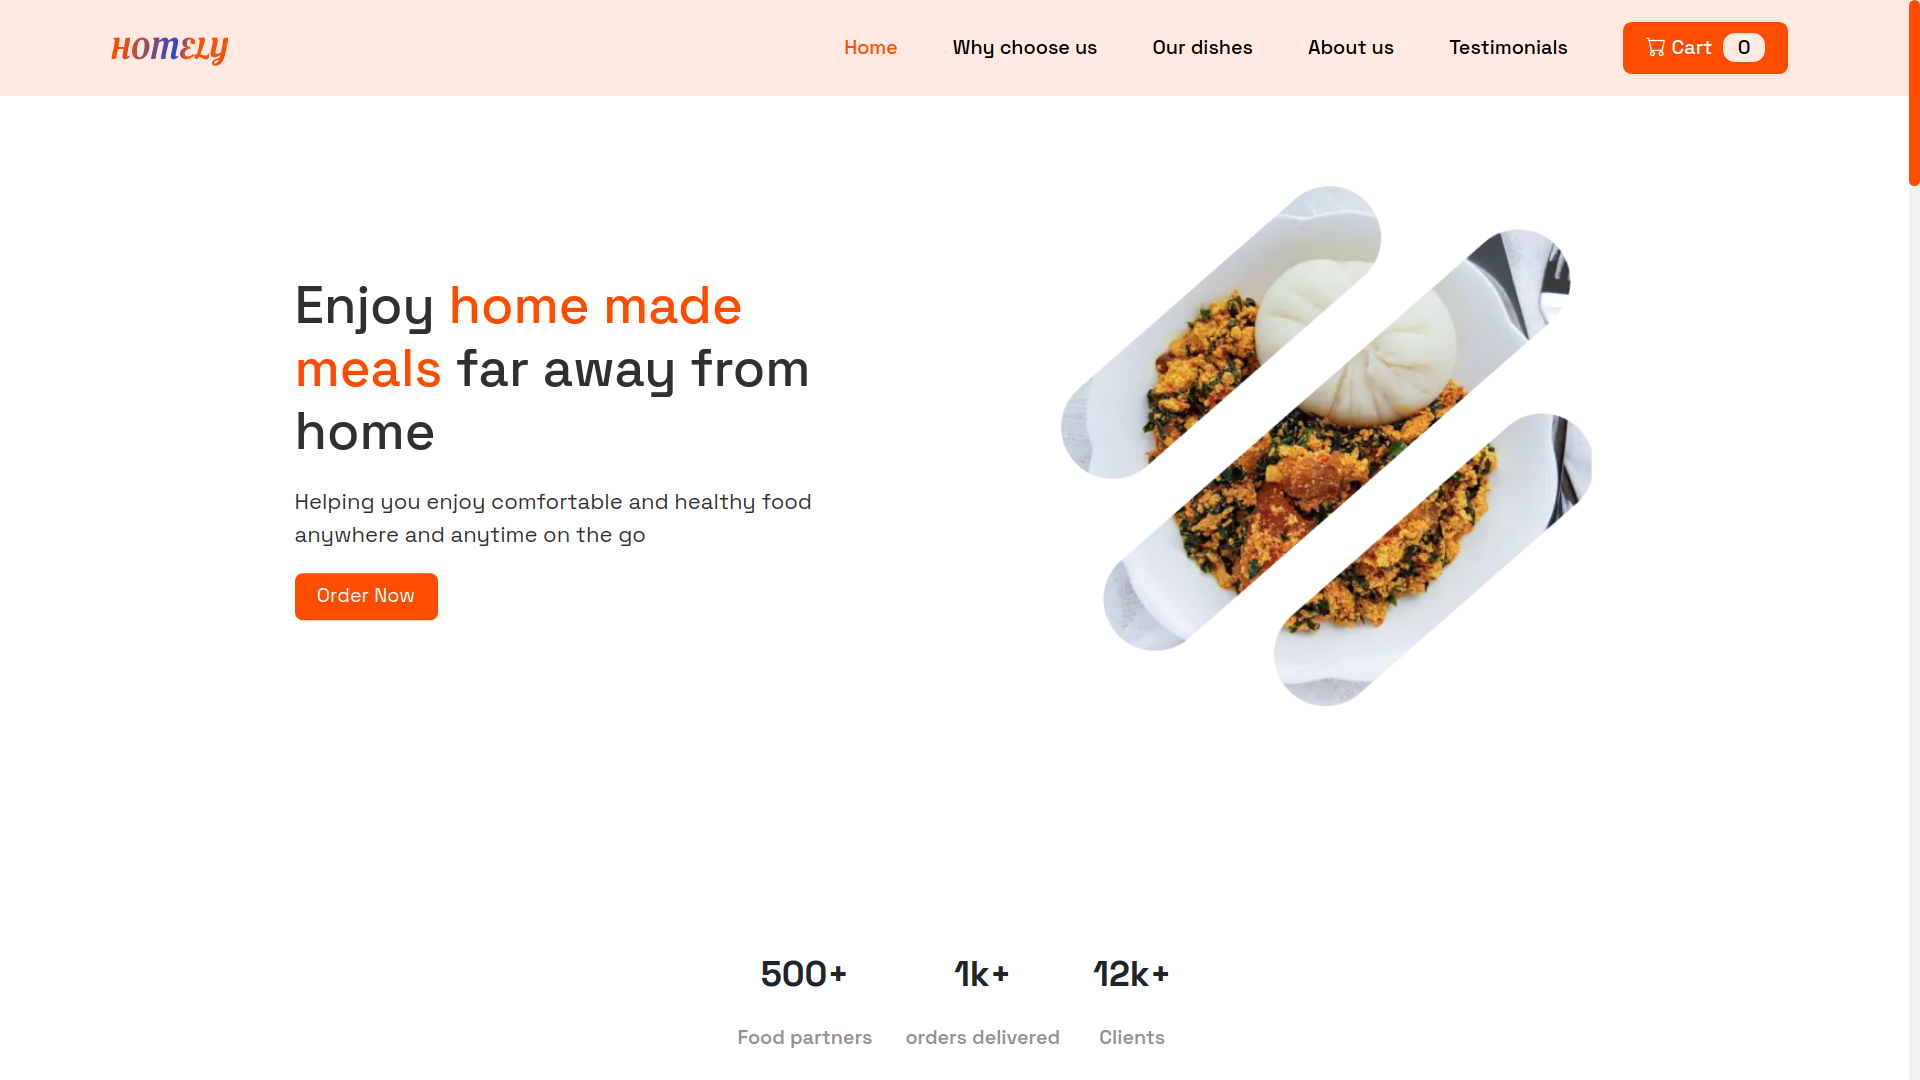 HOMELY
Home
Why choose us
Our dishes
About us
Testimonials
Cart 0
Enjoy home made
meals far away from
home
Helping you enjoy comfortable and healthy food
anywhere and anytime on the go
Order Now
500+
Food partners
1k+
orders delivered
12k+
Clients